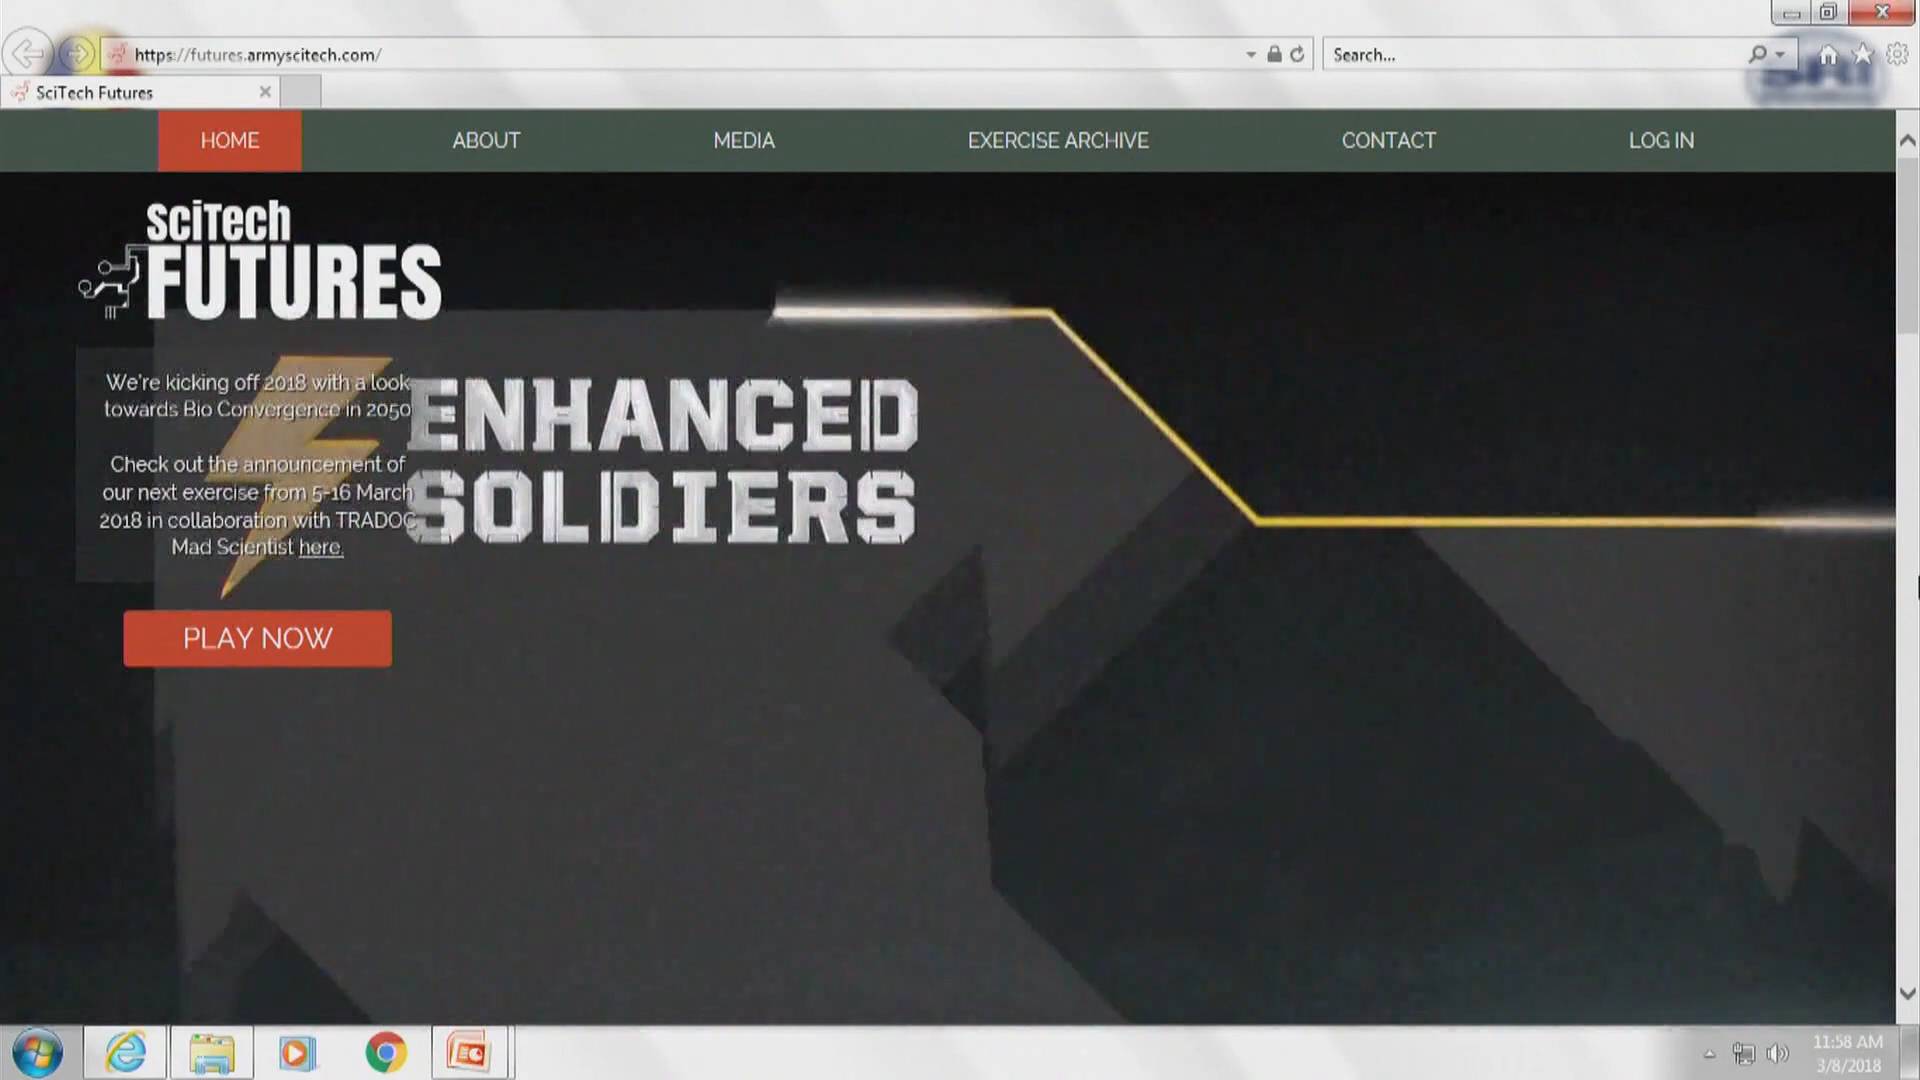 https://futures.armyscitech.com/
Search...
SciTech Futures
HOME
ABOUT
MEDIA
EXERCISE ARCHIVE
CONTACT
LOG IN
SciTech
FUTURES
We're kicking off 2018 with a look
towards Bio Convergence in 2050
Check out the announcement of
our next exercise from 5-16 March
2018 in collaboration with TRADOC
Mad Scientist here.
PLAY NOW
ENHANCED
SOLDIERS
11:58 AM
3/8/2018